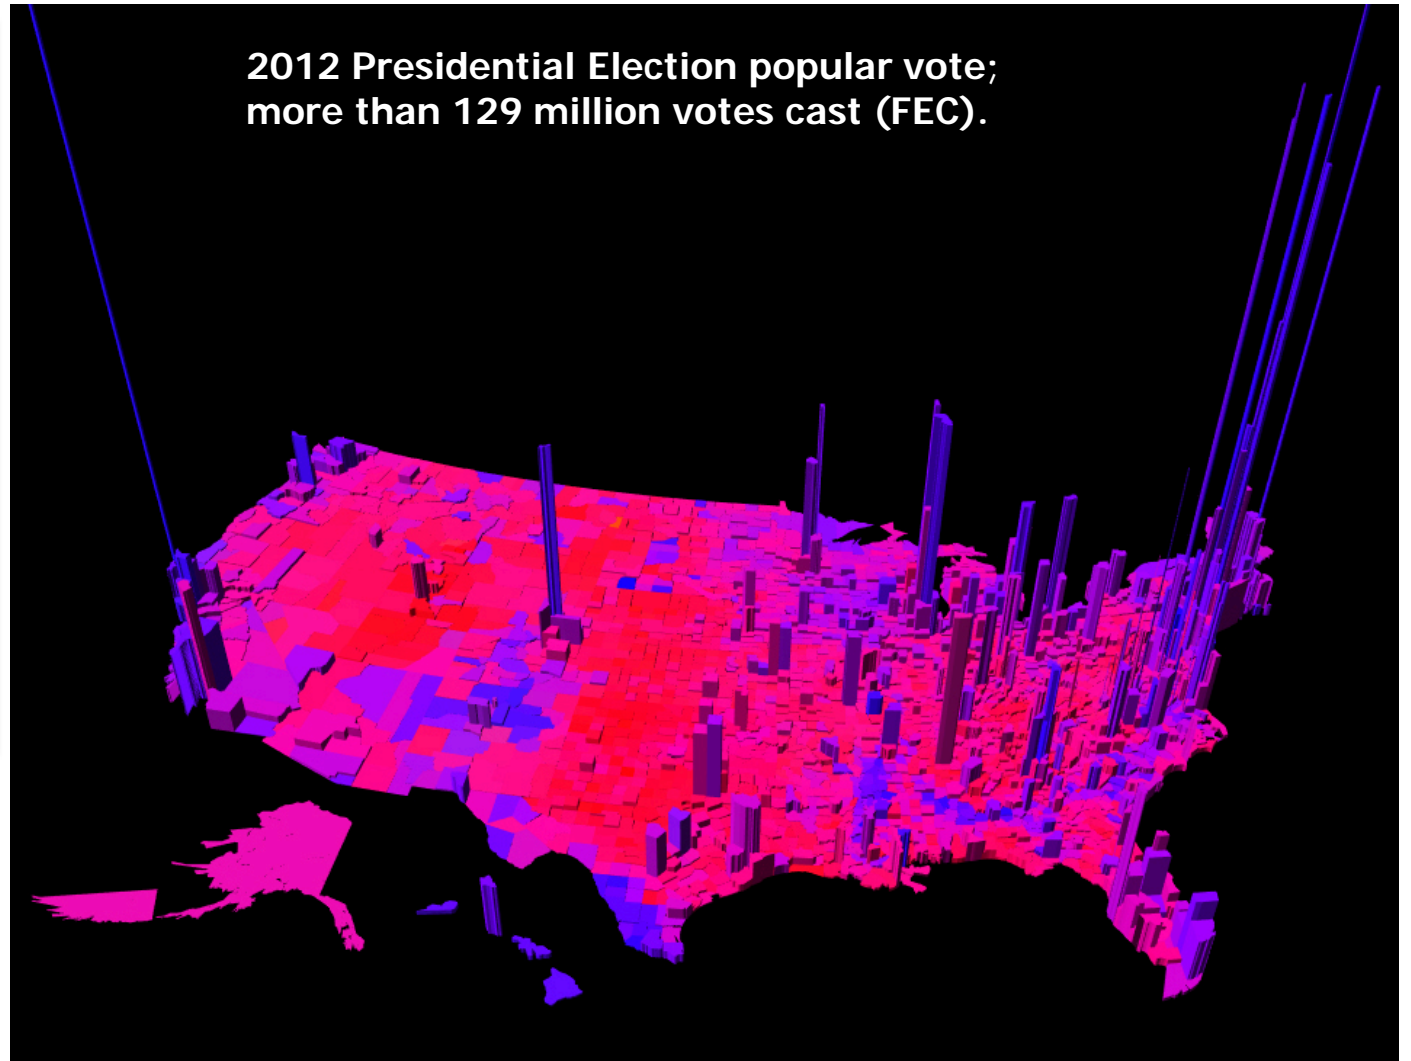 2012 Presidential Election popular vote;
more than 129 million votes cast (FEC).